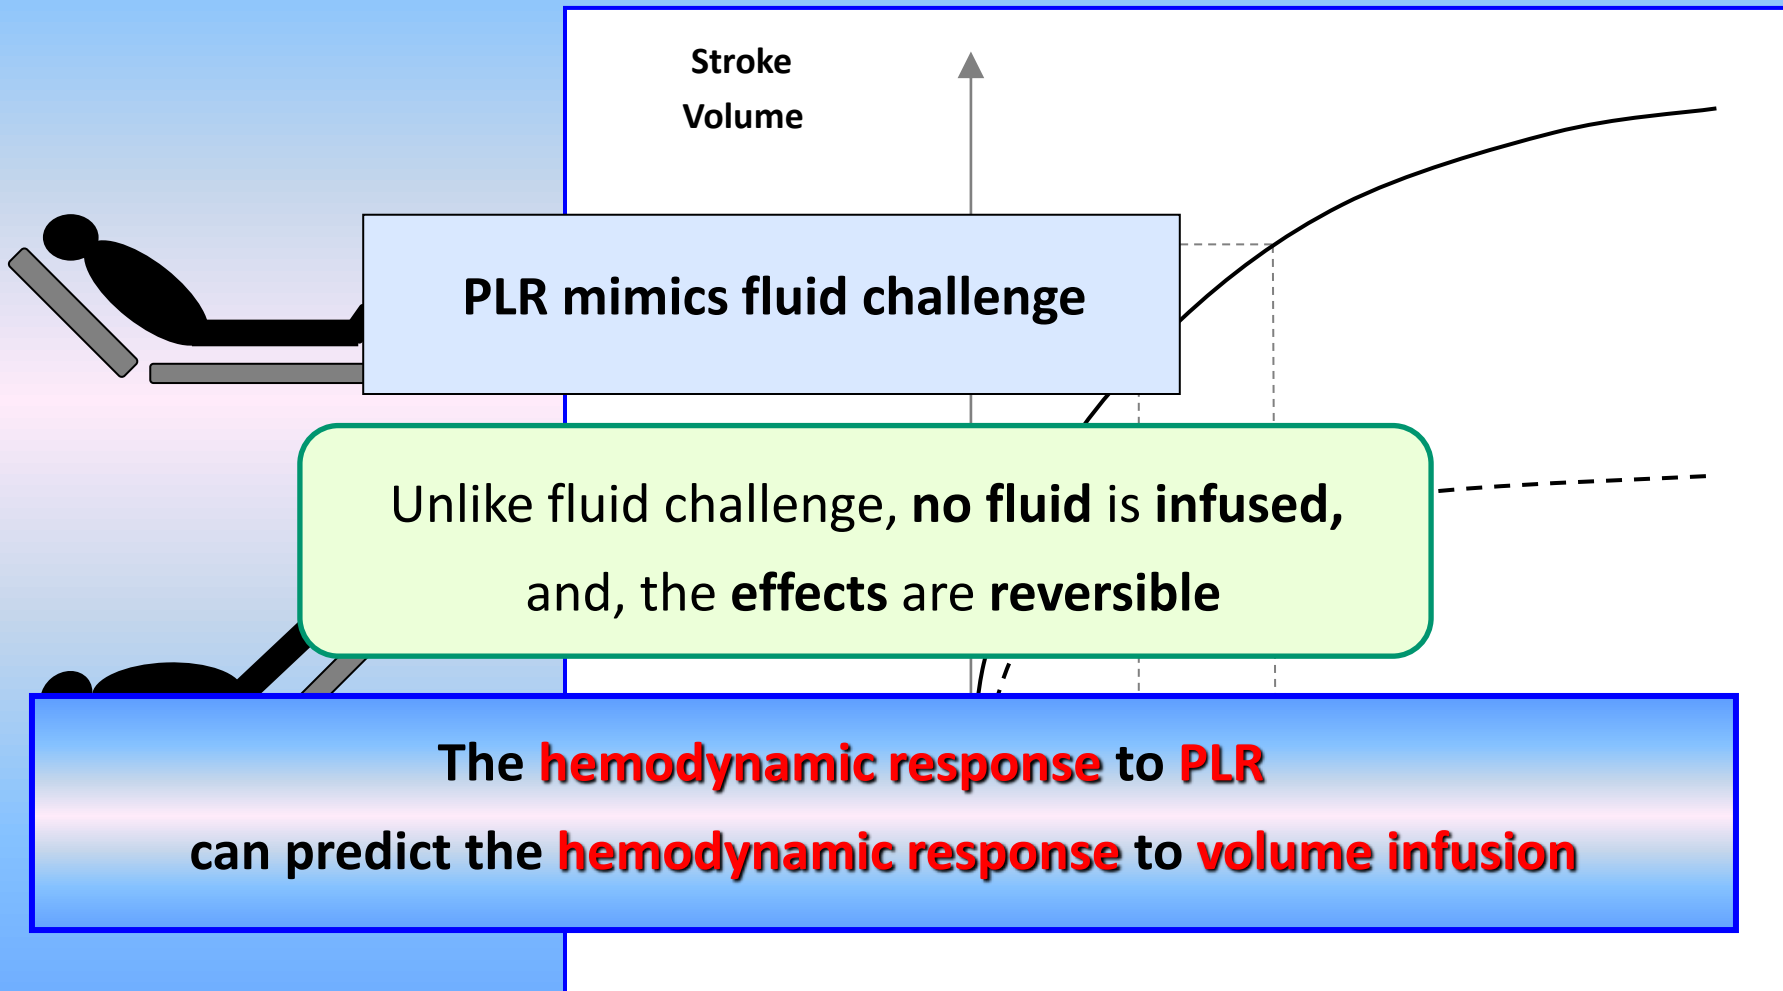 Stroke
Volume
PLR mimics fluid challenge
Unlike fluid challenge, no fluid is infused,
and, the effects are reversible
The hemodynamic response to PLR
can predict the hemodynamic response to volume infusion